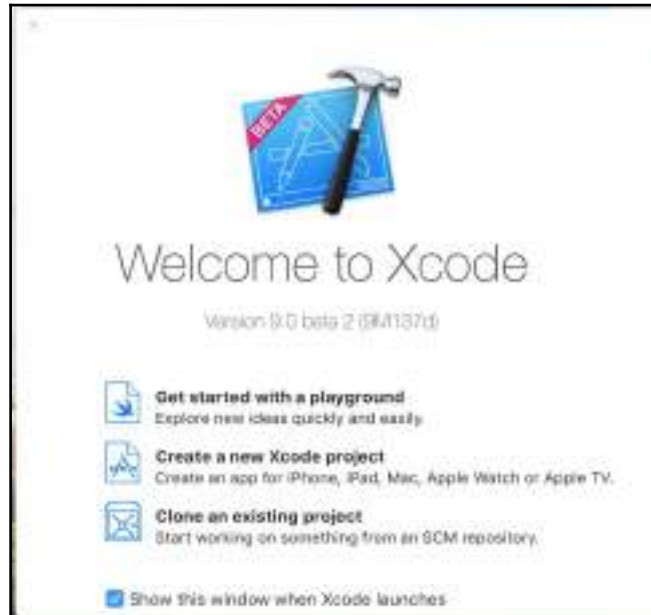 BETA
Welcome to Xcode
Version 9.0 beta 2 (9M137d)
Get started with a playground
Explore new ideas quickly and easily.
Create a new Xcode project
Create an app for iPhone, iPad, Mac, Apple Watch or Apple TV.
Clone an existing project
Start working on something from an SCM repository.
Show this window when Xcode launches